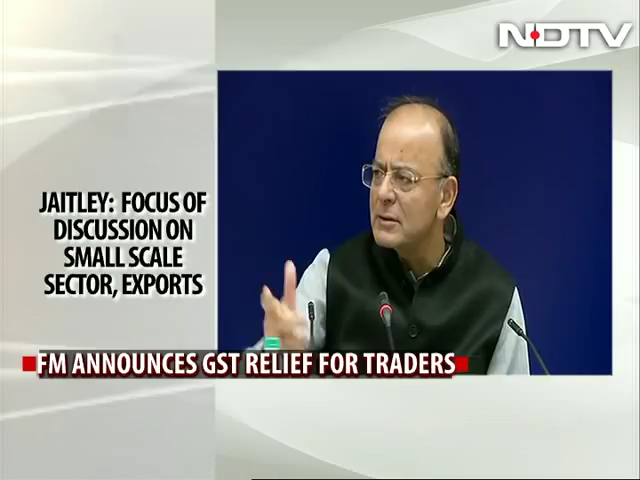 NDTV
JAITLEY: FOCUS OF
DISCUSSION ON
SMALL SCALE
SECTOR, EXPORTS
FM ANNOUNCES GST RELIEF FOR TRADERS